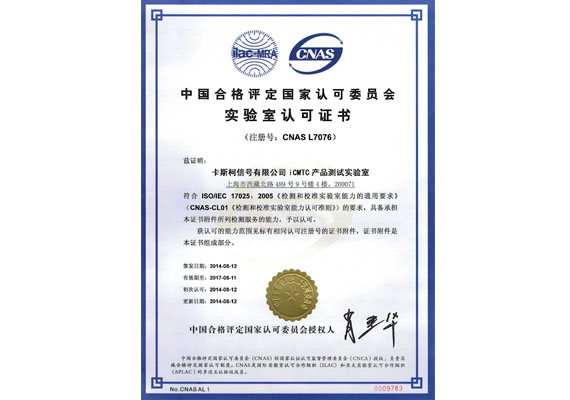 ilac-MRA
CNAS
中国合格评定国家认可委员会
实验室认可证书
（注册号：CNAS L7076）
兹证明：
卡斯柯信号有限公司 iCMTC 产品测试实验室
上海市西藏北路 489 号 9 号楼 4 楼，200071
符合 ISO/IEC 17025：2005《检测和校准实验室能力的通用要求》
（CNAS-CL01《检测和校准实验室能力认可准则》）的要求，具备承担
本证书附件所列检测服务的能力，予以认可。
获认可的能力范围见标有相同认可注册号的证书附件，证书附件是
本证书组成部分。
签发日期：2014-08-12
有效期至：2017-08-11
初次认可：2014-08-12
更新日期：2014-08-12
中国合格评定国家认可委员会授权人
中国合格评定国家认可委员会（CNAS）经国家认证认可监督管理委员会（CNCA）授权，负责实
施合格评定国家认可制度。CNAS是国际实验室认可合作组织（ILAC）和亚太实验室认可合作组织
（APLAC）的多边互认协议成员。
No.CNAS AL 1
0009783